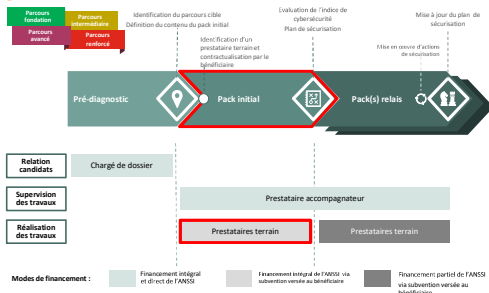 Parcours
fondation
Parcours
intermédiaire
Parcours
avancé
Parcours
renforcé
Identification du parcours cible
Définition du contenu du pack initial
Identification d'un
prestataire terrain et
contractualisation par le
bénéficiaire
Évaluation de l'indice de
cybersécurité
Plan de sécurisation
Mise à jour du plan de
sécurisation
Mise en œuvre d'actions
de sécurisation
Pré-diagnostic
Pack initial
Pack(s) relais
Relation
candidats
Chargé de dossier
Supervision
des travaux
Prestataire accompagnateur
Réalisation
des travaux
Prestataires terrain
Prestataires terrain
Modes de financement :
Financement intégral
et direct de l'ANSSI
Financement intégral de l'ANSSI via
subvention versée au bénéficiaire
Financement partiel de l'ANSSI
via subvention versée au
bénéficiaire